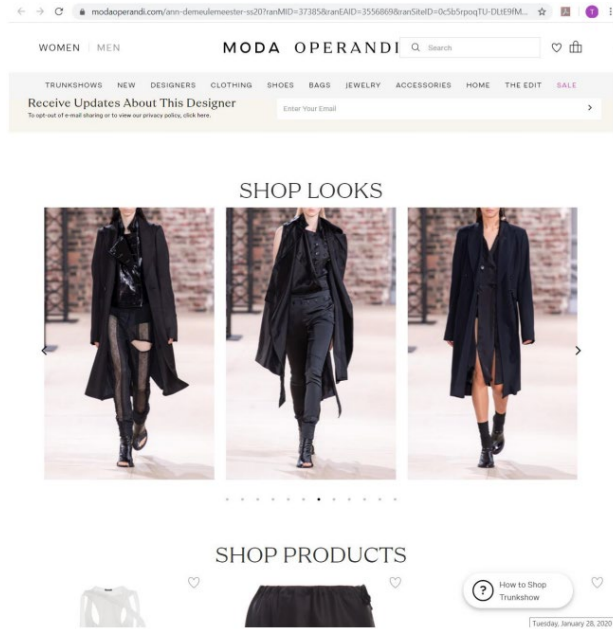 modaoperandi.com/ann-demeulemeester-ss20?ranMID=37385&ranEAID=3556869&ranSiteID=0c5b5rpoqTU-DLtE9fM...
WOMEN | MEN
MODA OPERANDI
Search
TRUNKSHOWS NEW DESIGNERS CLOTHING SHOES BAGS JEWELRY ACCESSORIES HOME THE EDIT SALE
Receive Updates About This Designer
To opt-out of e-mail sharing or to view our privacy policy, click here.
Enter Your Email
SHOP LOOKS
SHOP PRODUCTS
? How to Shop
Trunkshow
Tuesday, January 28, 2020